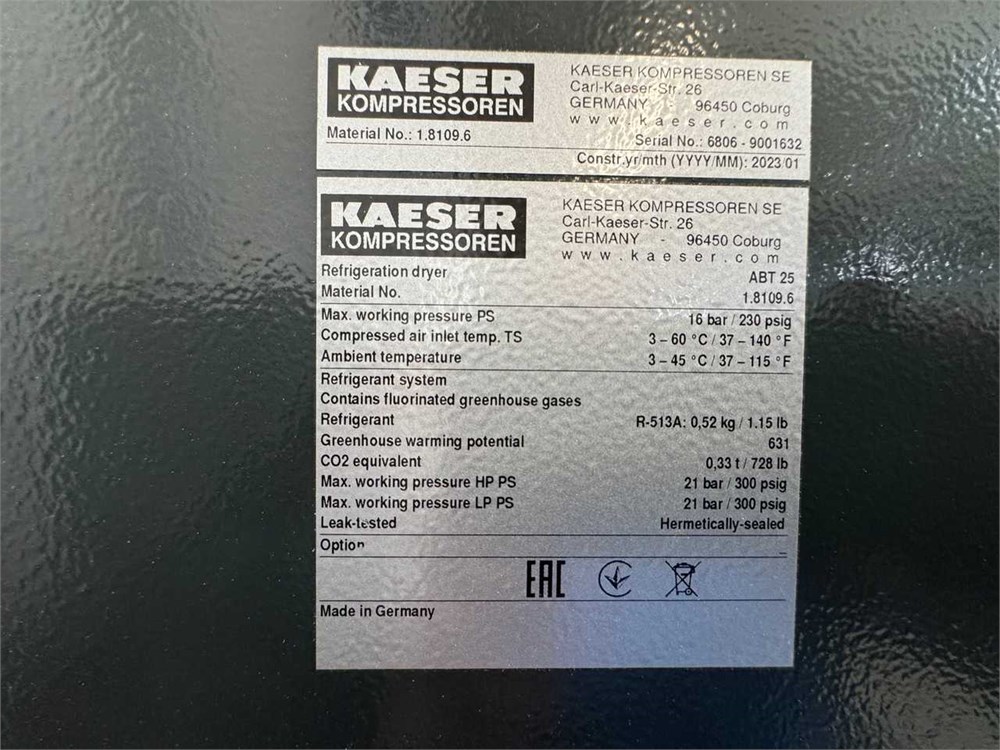 KAESER
KOMPRESSOREN
KAESER KOMPRESSOREN SE
Carl-Kaeser-Str. 26
GERMANY - 96450 Coburg
www.kaeser.com
Material No.: 1.8109.6
Serial No.: 6806 - 9001632
Constr.yr/mth (YYYY/MM): 2023/01
KAESER
KOMPRESSOREN
KAESER KOMPRESSOREN SE
Carl-Kaeser-Str. 26
GERMANY - 96450 Coburg
www.kaeser.com
Refrigeration dryer ABT 25
Material No. 1.8109.6
Max. working pressure PS 16 bar / 230 psig
Compressed air inlet temp. TS 3 – 60 °C / 37 – 140 °F
Ambient temperature 3 – 45 °C / 37 – 115 °F
Refrigerant system
Contains fluorinated greenhouse gases
Refrigerant R-513A: 0,52 kg / 1.15 lb
Greenhouse warming potential 631
CO2 equivalent 0,33 t / 728 lb
Max. working pressure HP PS 21 bar / 300 psig
Max. working pressure LP PS 21 bar / 300 psig
Leak-tested Hermetically-sealed
Option –
EAC
Made in Germany